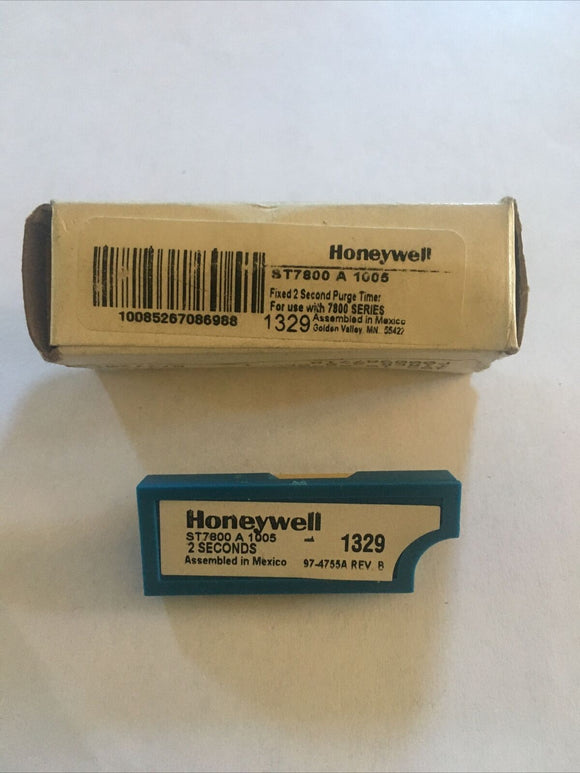 Honeywell
ST7800 A 1005
Fixed 2 Second Purge Timer
For use with 7800 SERIES
10085267086988
1329 Assembled in Mexico
Golden Valley, MN. 55422
Honeywell
ST7800 A 1005
2 SECONDS
1329
Assembled in Mexico
97-4755A REV. B